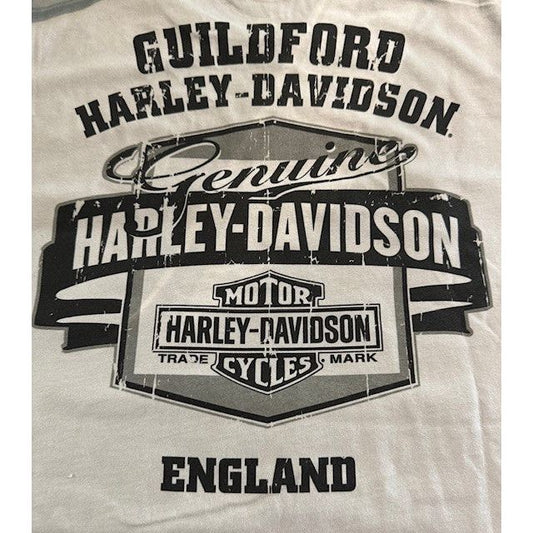 GUILDFORD
HARLEY-DAVIDSON
Genuine
HARLEY-DAVIDSON
MOTOR
HARLEY-DAVIDSON
TRADE MARK
CYCLES
ENGLAND